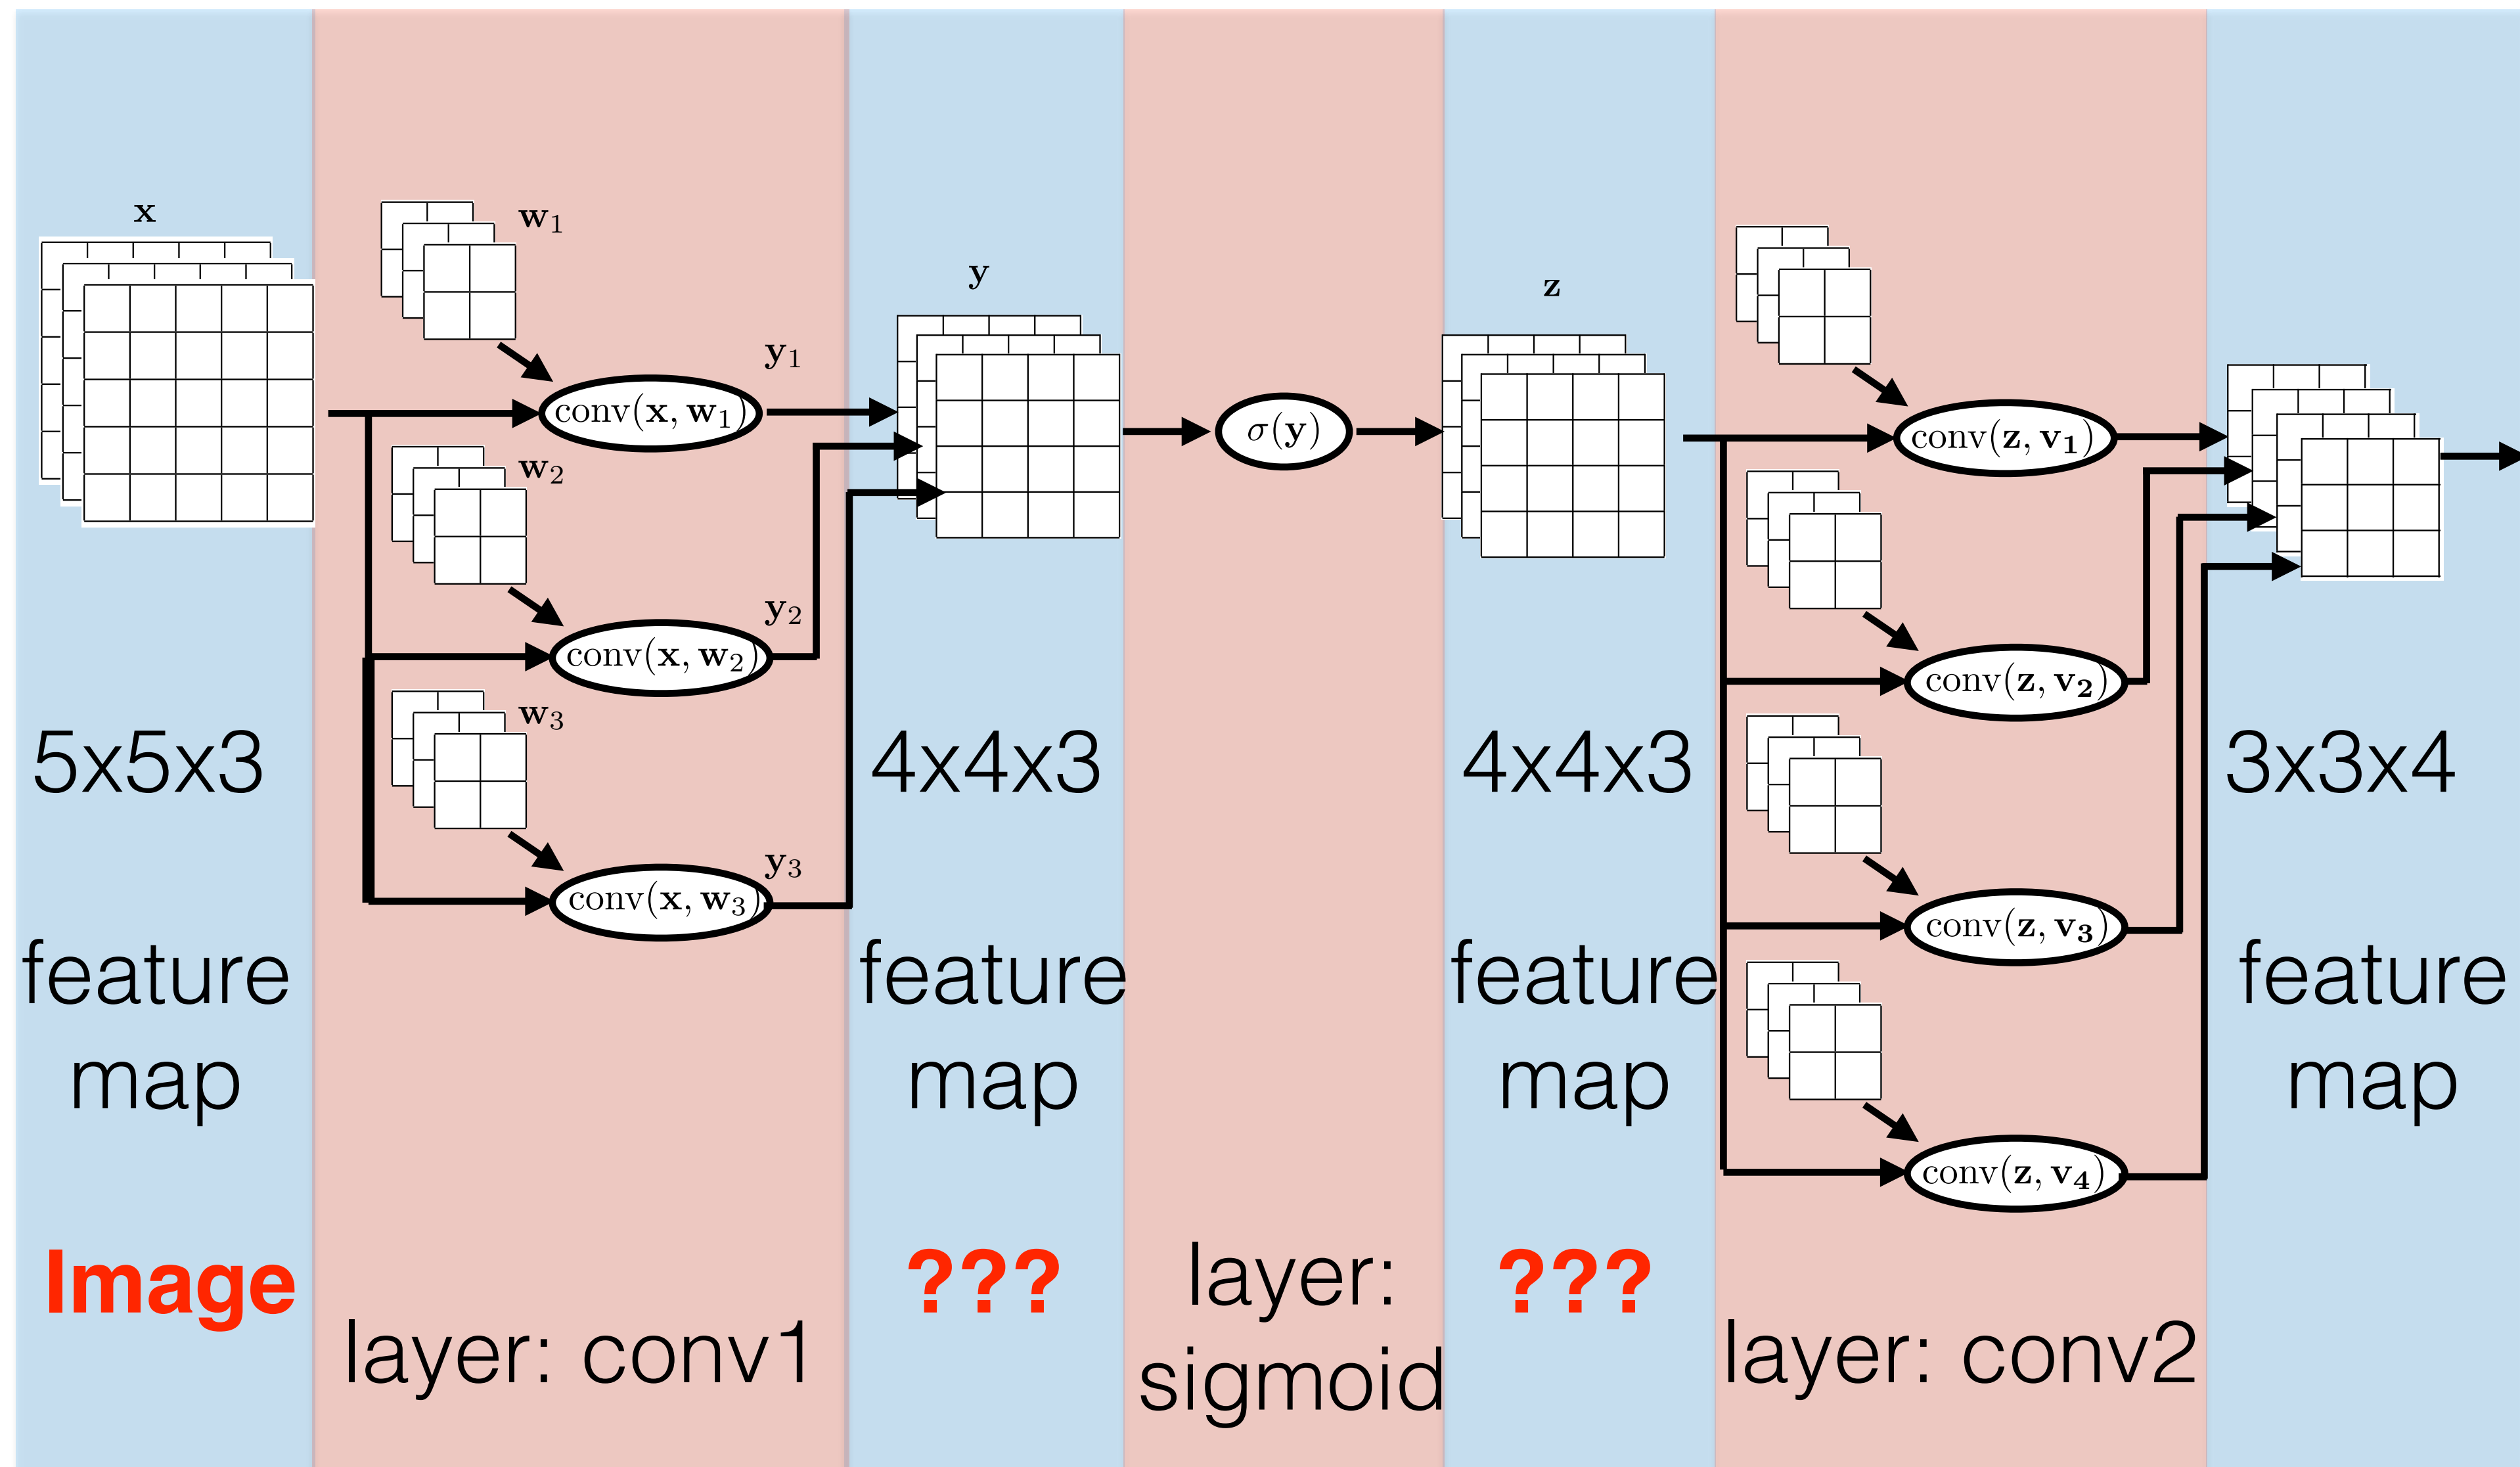 x
w1
y1
conv(x, w1)
w2
y2
conv(x, w2)
w3
y3
conv(x, w3)
y
σ(y)
z
conv(z, v1)
conv(z, v2)
conv(z, v3)
conv(z, v4)
5x5x3
4x4x3
4x4x3
3x3x4
feature
map
feature
map
feature
map
feature
map
Image
layer: conv1
???
layer:
sigmoid
???
layer: conv2